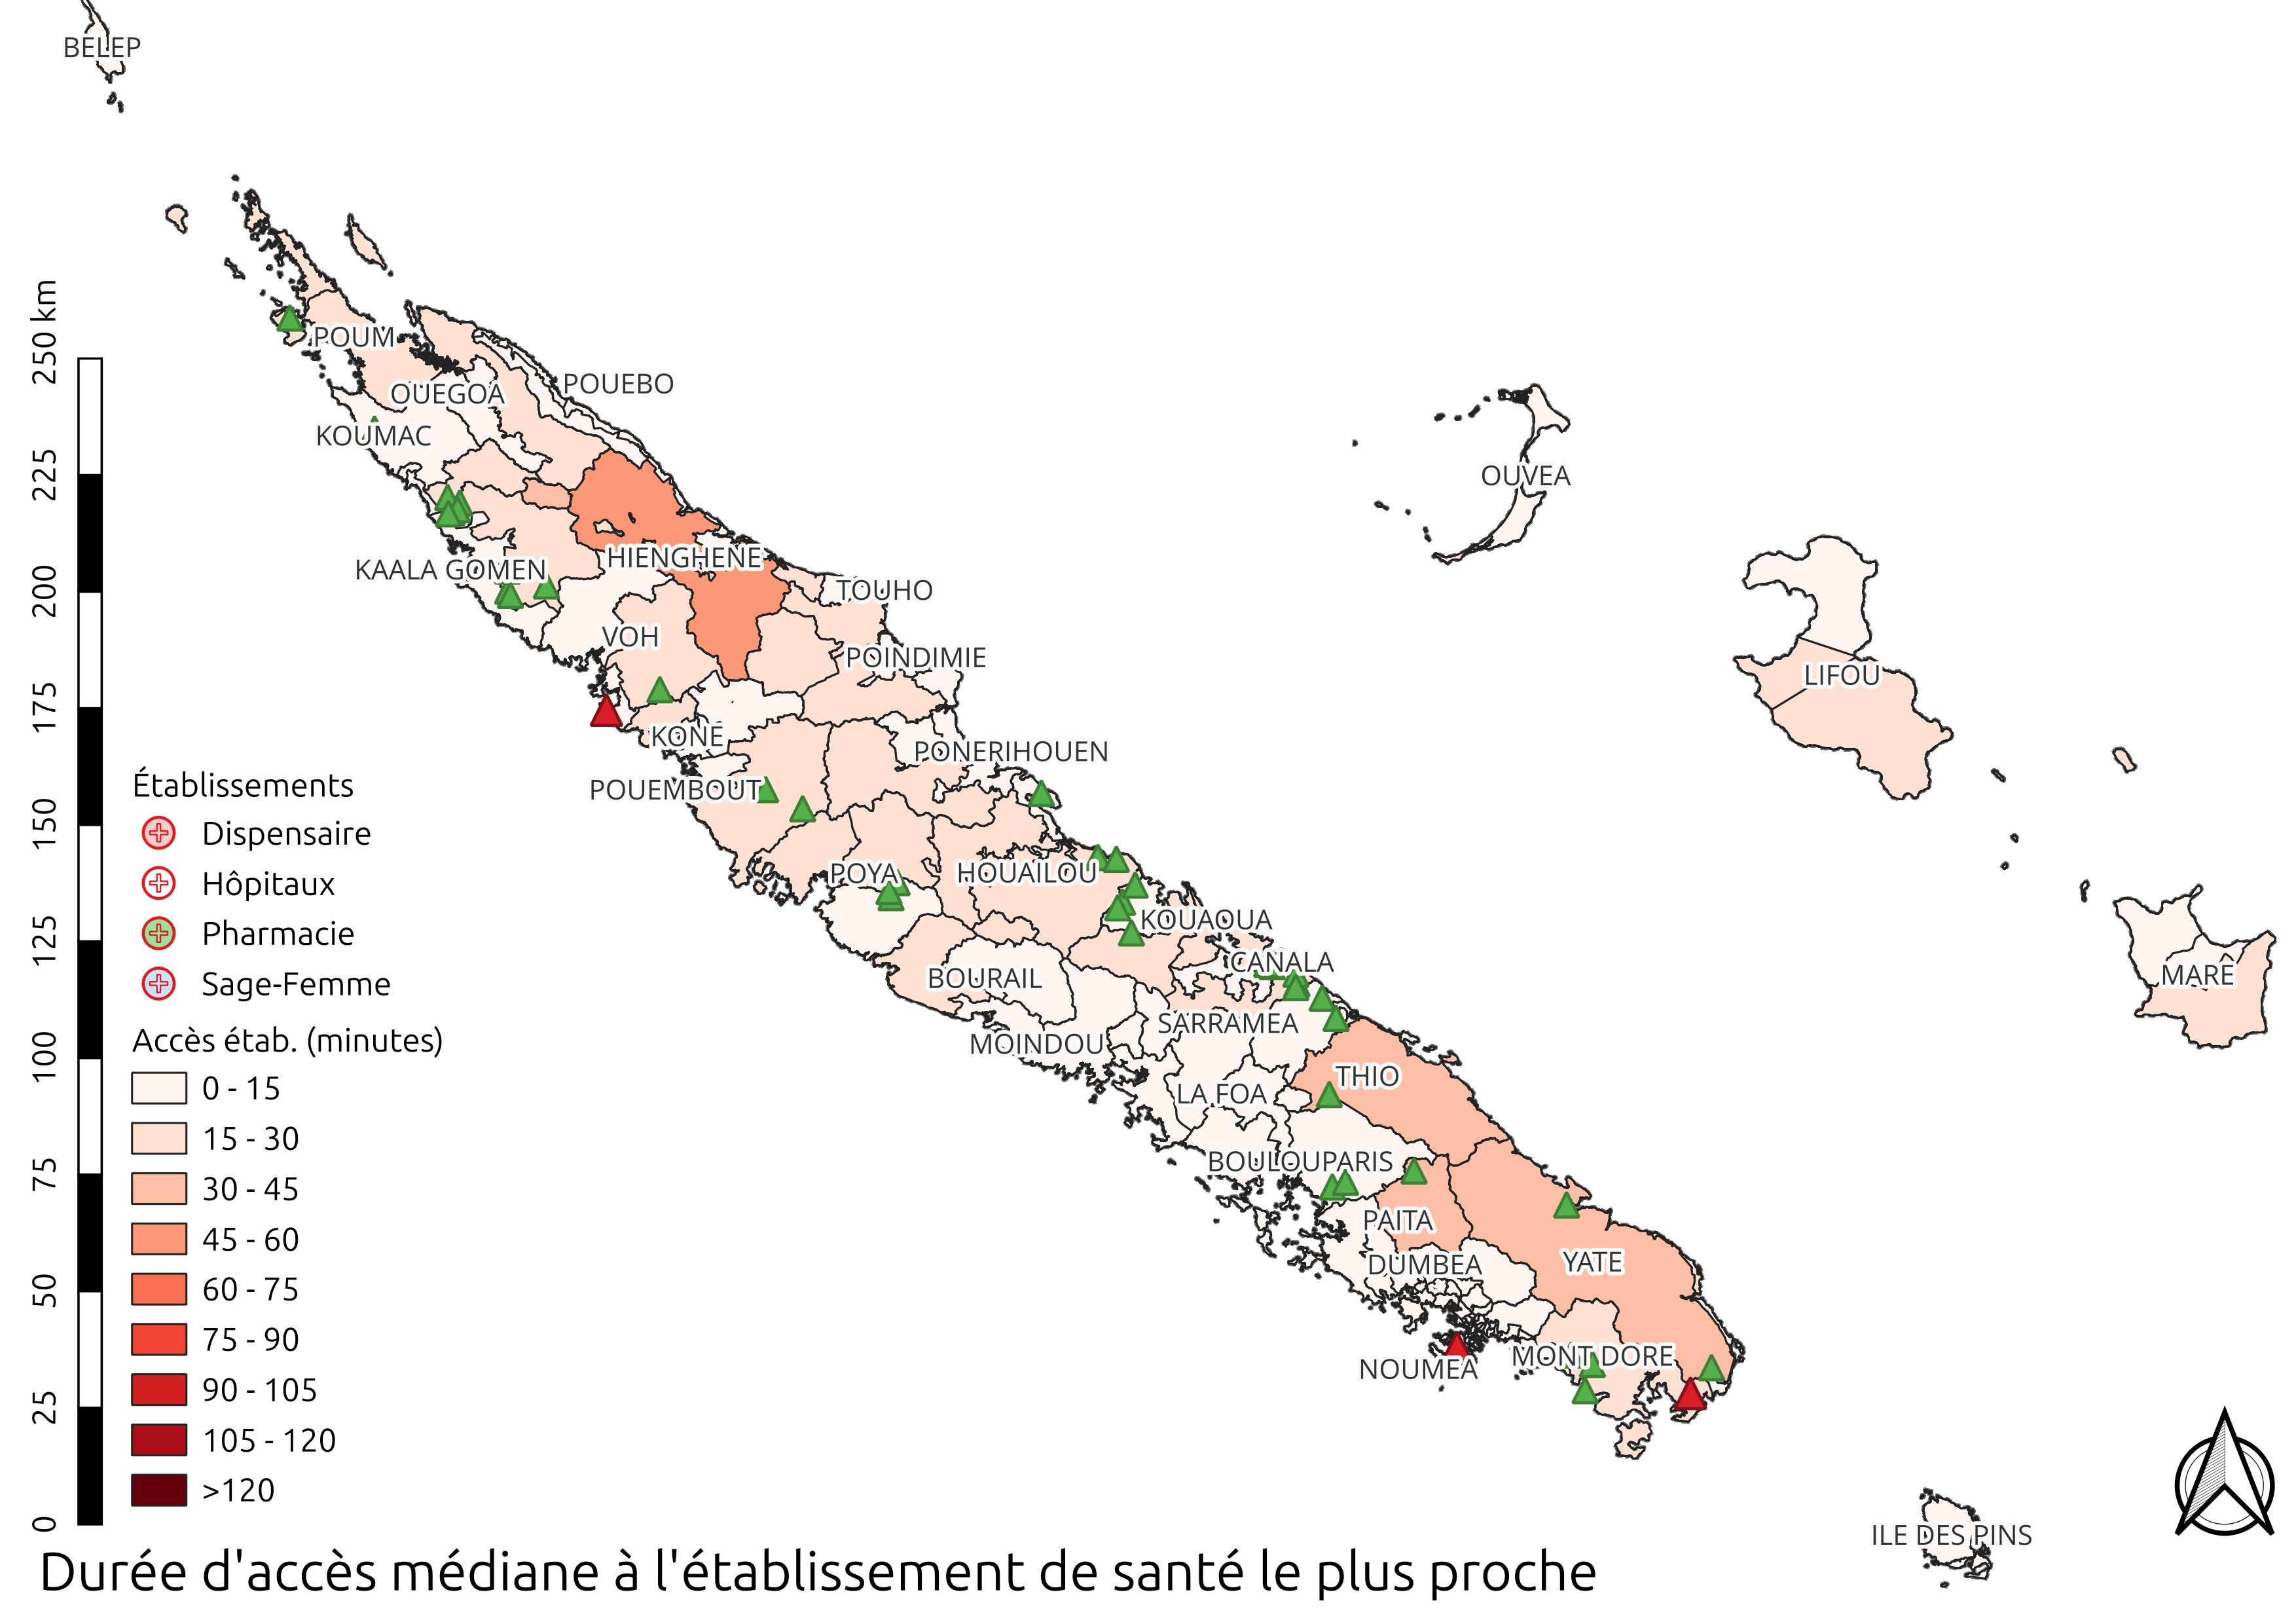 BELEP
POUM
OUEGOA
POUEBO
KOUMAC
OUVEA
HIENGHENE
KAALA GOMEN
TOUHO
VOH
POINDIMIE
LIFOU
KONE
PONERIHOUEN
POUEMBOUT
POYA
HOUAILOU
KOUAOUA
CANALA
BOURAIL
MARE
SARRAMEA
MOINDOU
THIO
LA FOA
BOULOUPARIS
PAITA
DUMBEA
YATE
MONT DORE
NOUMEA
ILE DES PINS
250 km
225
200
175
150
125
100
75
50
25
0
Établissements
Dispensaire
Hôpitaux
Pharmacie
Sage-Femme
Accès étab. (minutes)
0 - 15
15 - 30
30 - 45
45 - 60
60 - 75
75 - 90
90 - 105
105 - 120
>120
Durée d'accès médiane à l'établissement de santé le plus proche